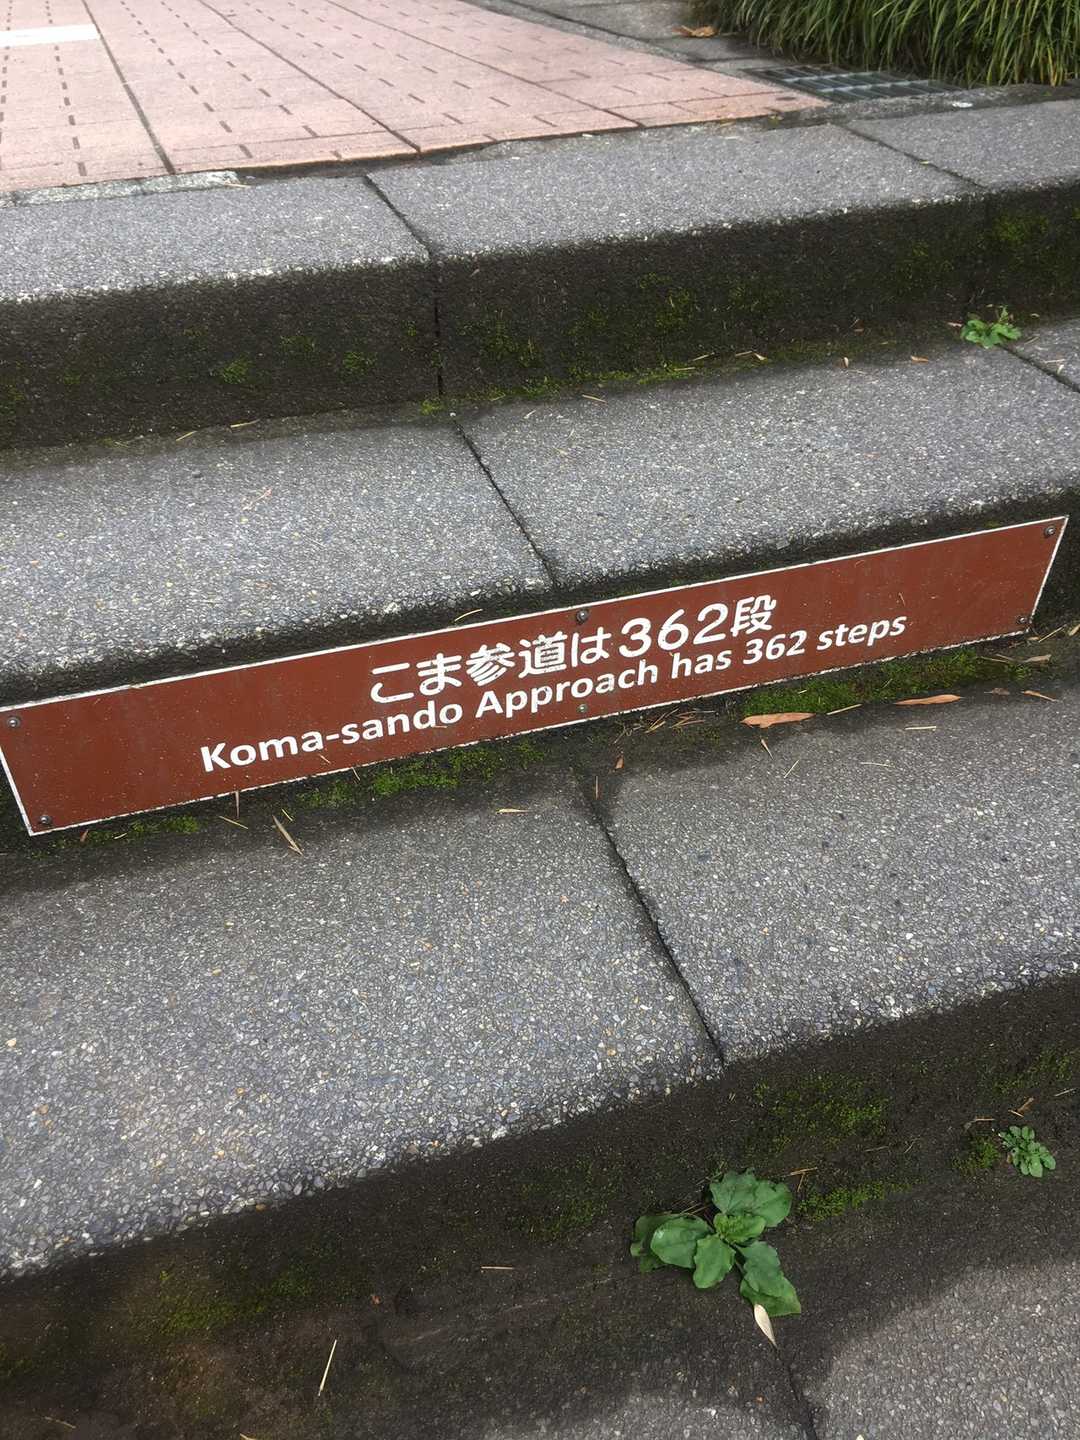 こま参道は362段
Koma-sando Approach has 362 steps